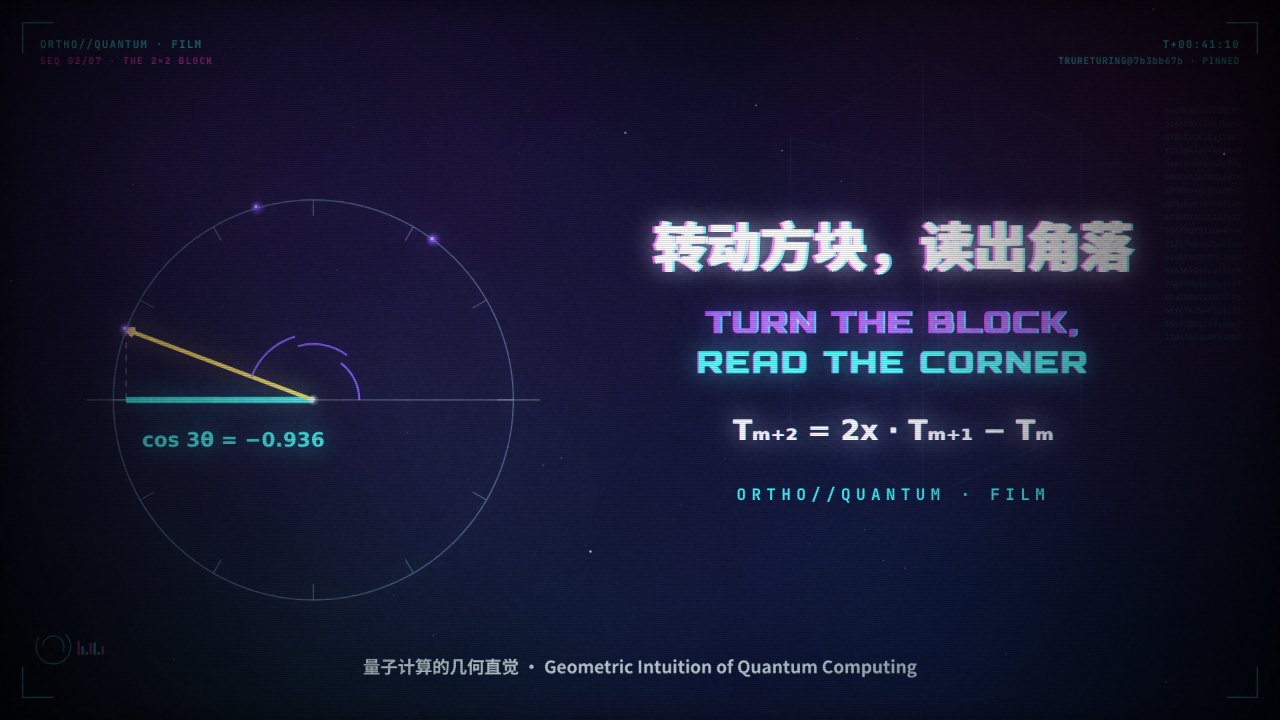 ORTHO//QUANTUM · FILM
SEQ 02/07 · THE 2×2 BLOCK
T+00:41:10
TRURETURING@7b3bb67b · PINNED
转动方块，读出角落
TURN THE BLOCK,
READ THE CORNER
Tₘ₊₂ = 2x · Tₘ₊₁ − Tₘ
ORTHO//QUANTUM · FILM
cos 3θ = −0.936
量子计算的几何直觉 • Geometric Intuition of Quantum Computing